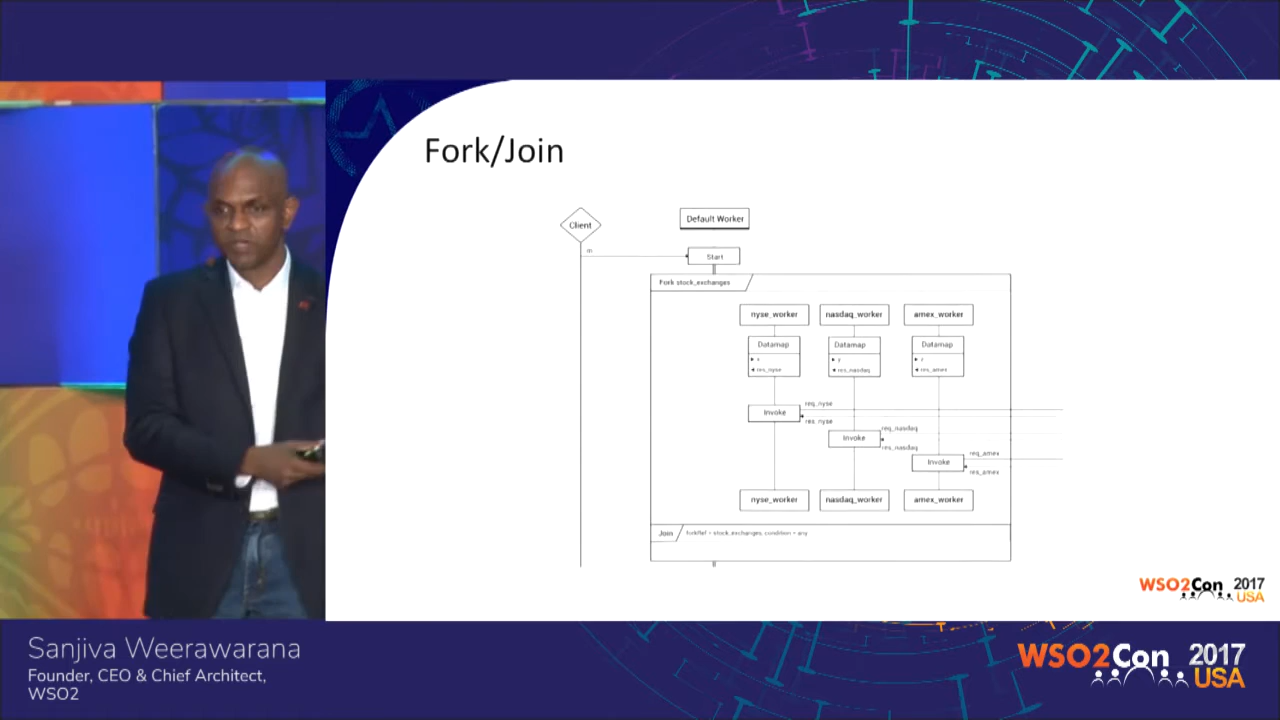 Fork/Join
Client
Default Worker
m
Start
Fork stock_exchanges
nyse_worker
nasdaq_worker
amex_worker
Datamap
Datamap
Datamap
x
y
res_nyse
res_nasdaq
res_amex
req_nyse
Invoke
res_nyse
req_nasdaq
Invoke
res_nasdaq
req_amex
Invoke
res_amex
nyse_worker
nasdaq_worker
amex_worker
Join
forkRef = stock_exchanges, condition = any
WSO2Con 2017
USA
Sanjiva Weerawarana
Founder, CEO & Chief Architect,
WSO2
WSO2Con 2017
USA